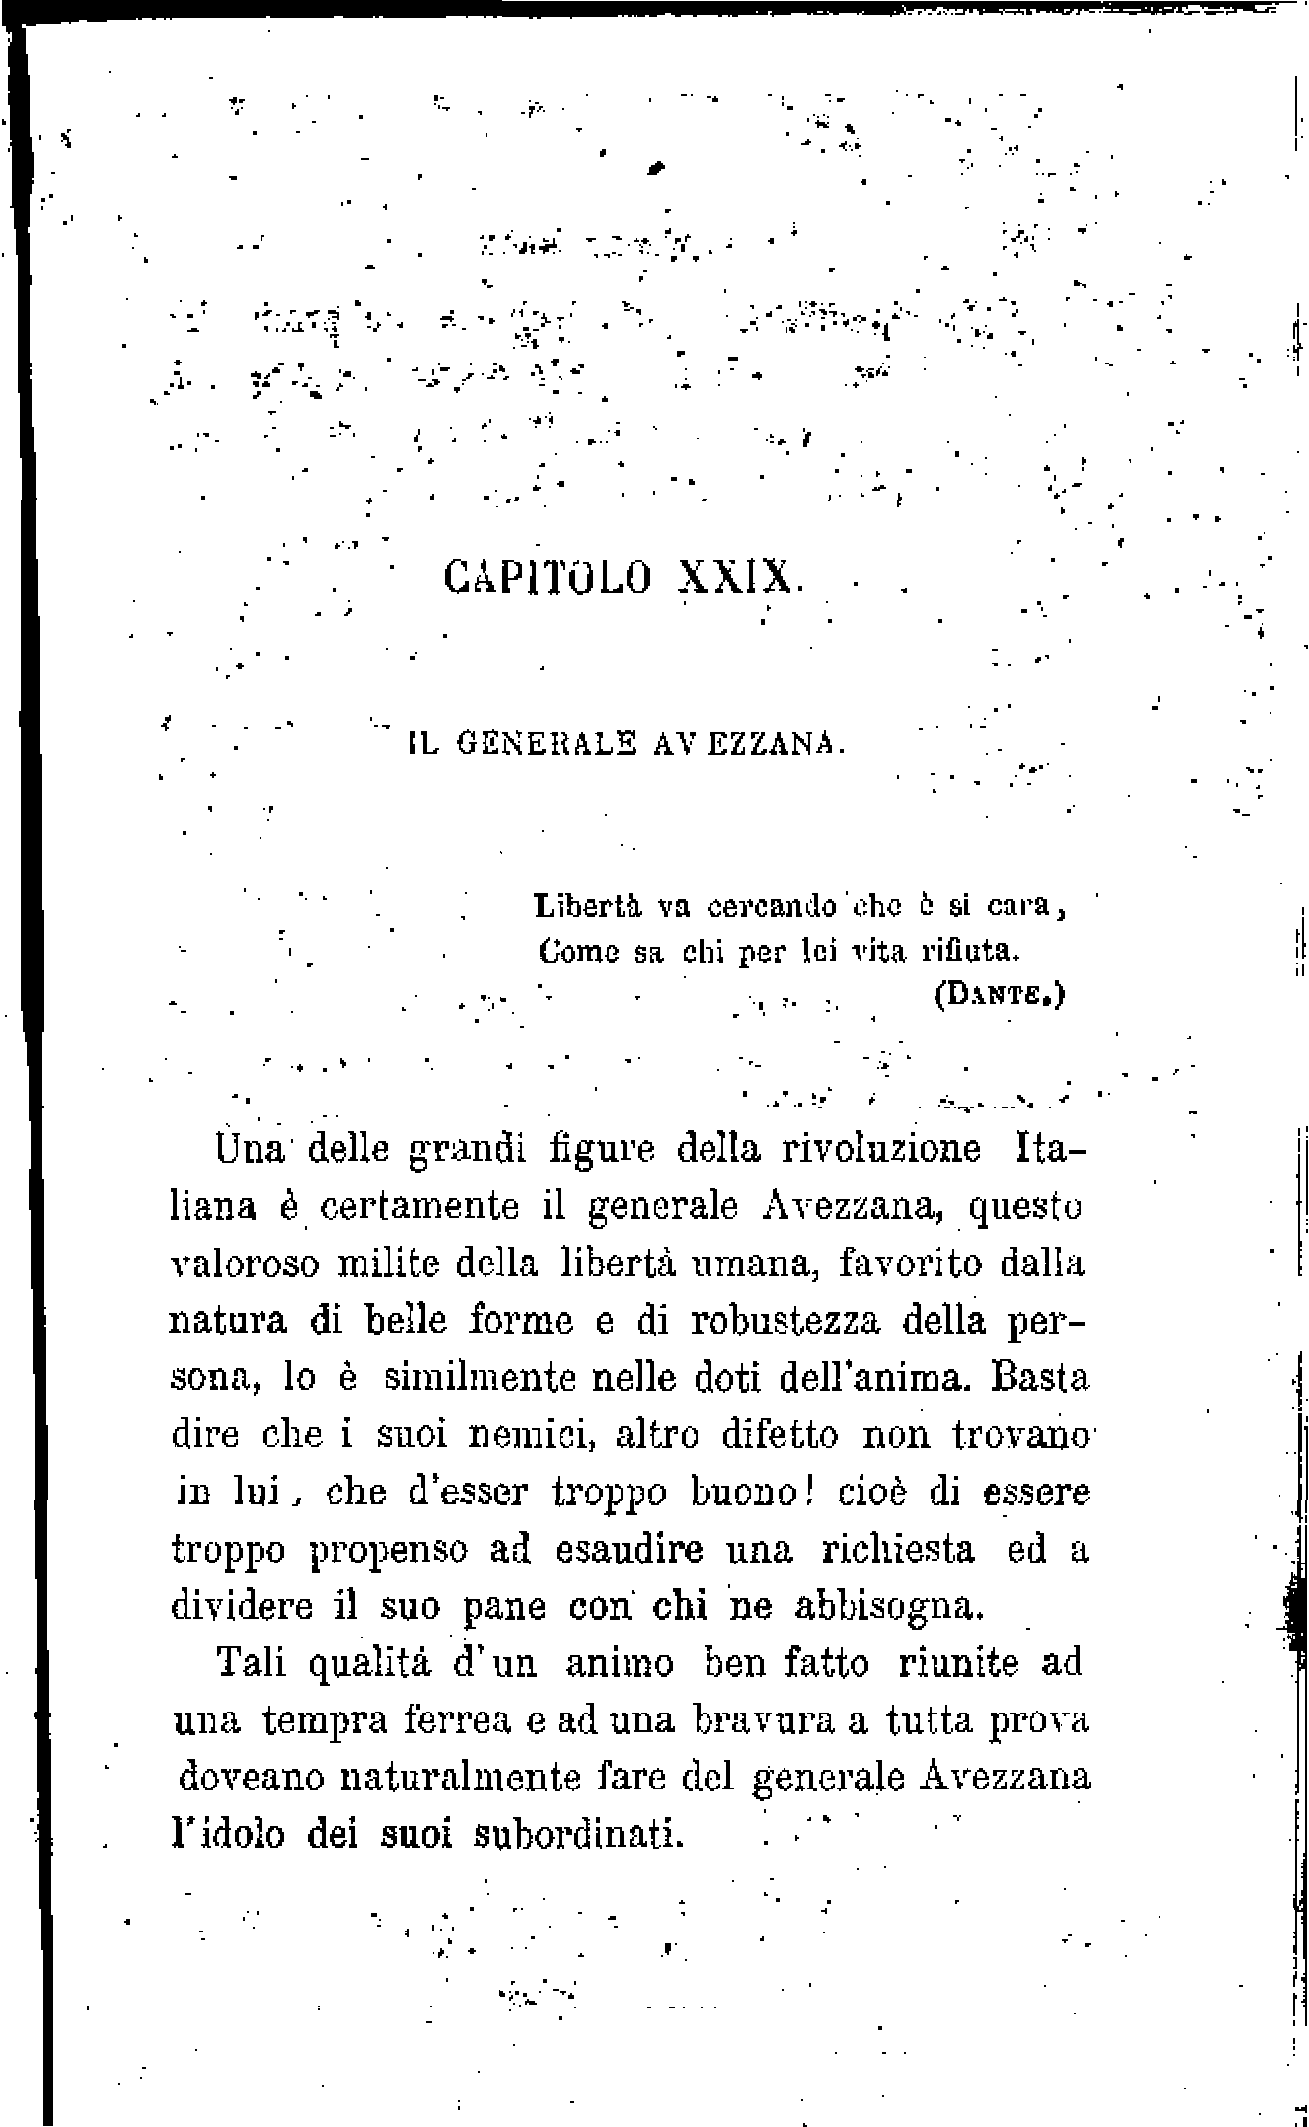 CAPITOLO XXIX.
IL GENERALE AVEZZANA.
Libertà va cercando che è si cara,
Come sa chi per lei vita rifiuta.
(DANTE.)
Una delle grandi figure della rivoluzione Ita-
liana è certamente il generale Avezzana, questo
valoroso milite della libertà umana, favorito dalla
natura di belle forme e di robustezza della per-
sona, lo è similmente nelle doti dell'anima. Basta
dire che i suoi nemici, altro difetto non trovano
in lui, che d'esser troppo buono! cioè di essere
troppo propenso ad esaudire una richiesta ed a
dividere il suo pane con chi ne abbisogna.
Tali qualità d'un animo ben fatto riunite ad
una tempra ferrea e ad una bravura a tutta prova
doveano naturalmente fare del generale Avezzana
l'idolo dei suoi subordinati.